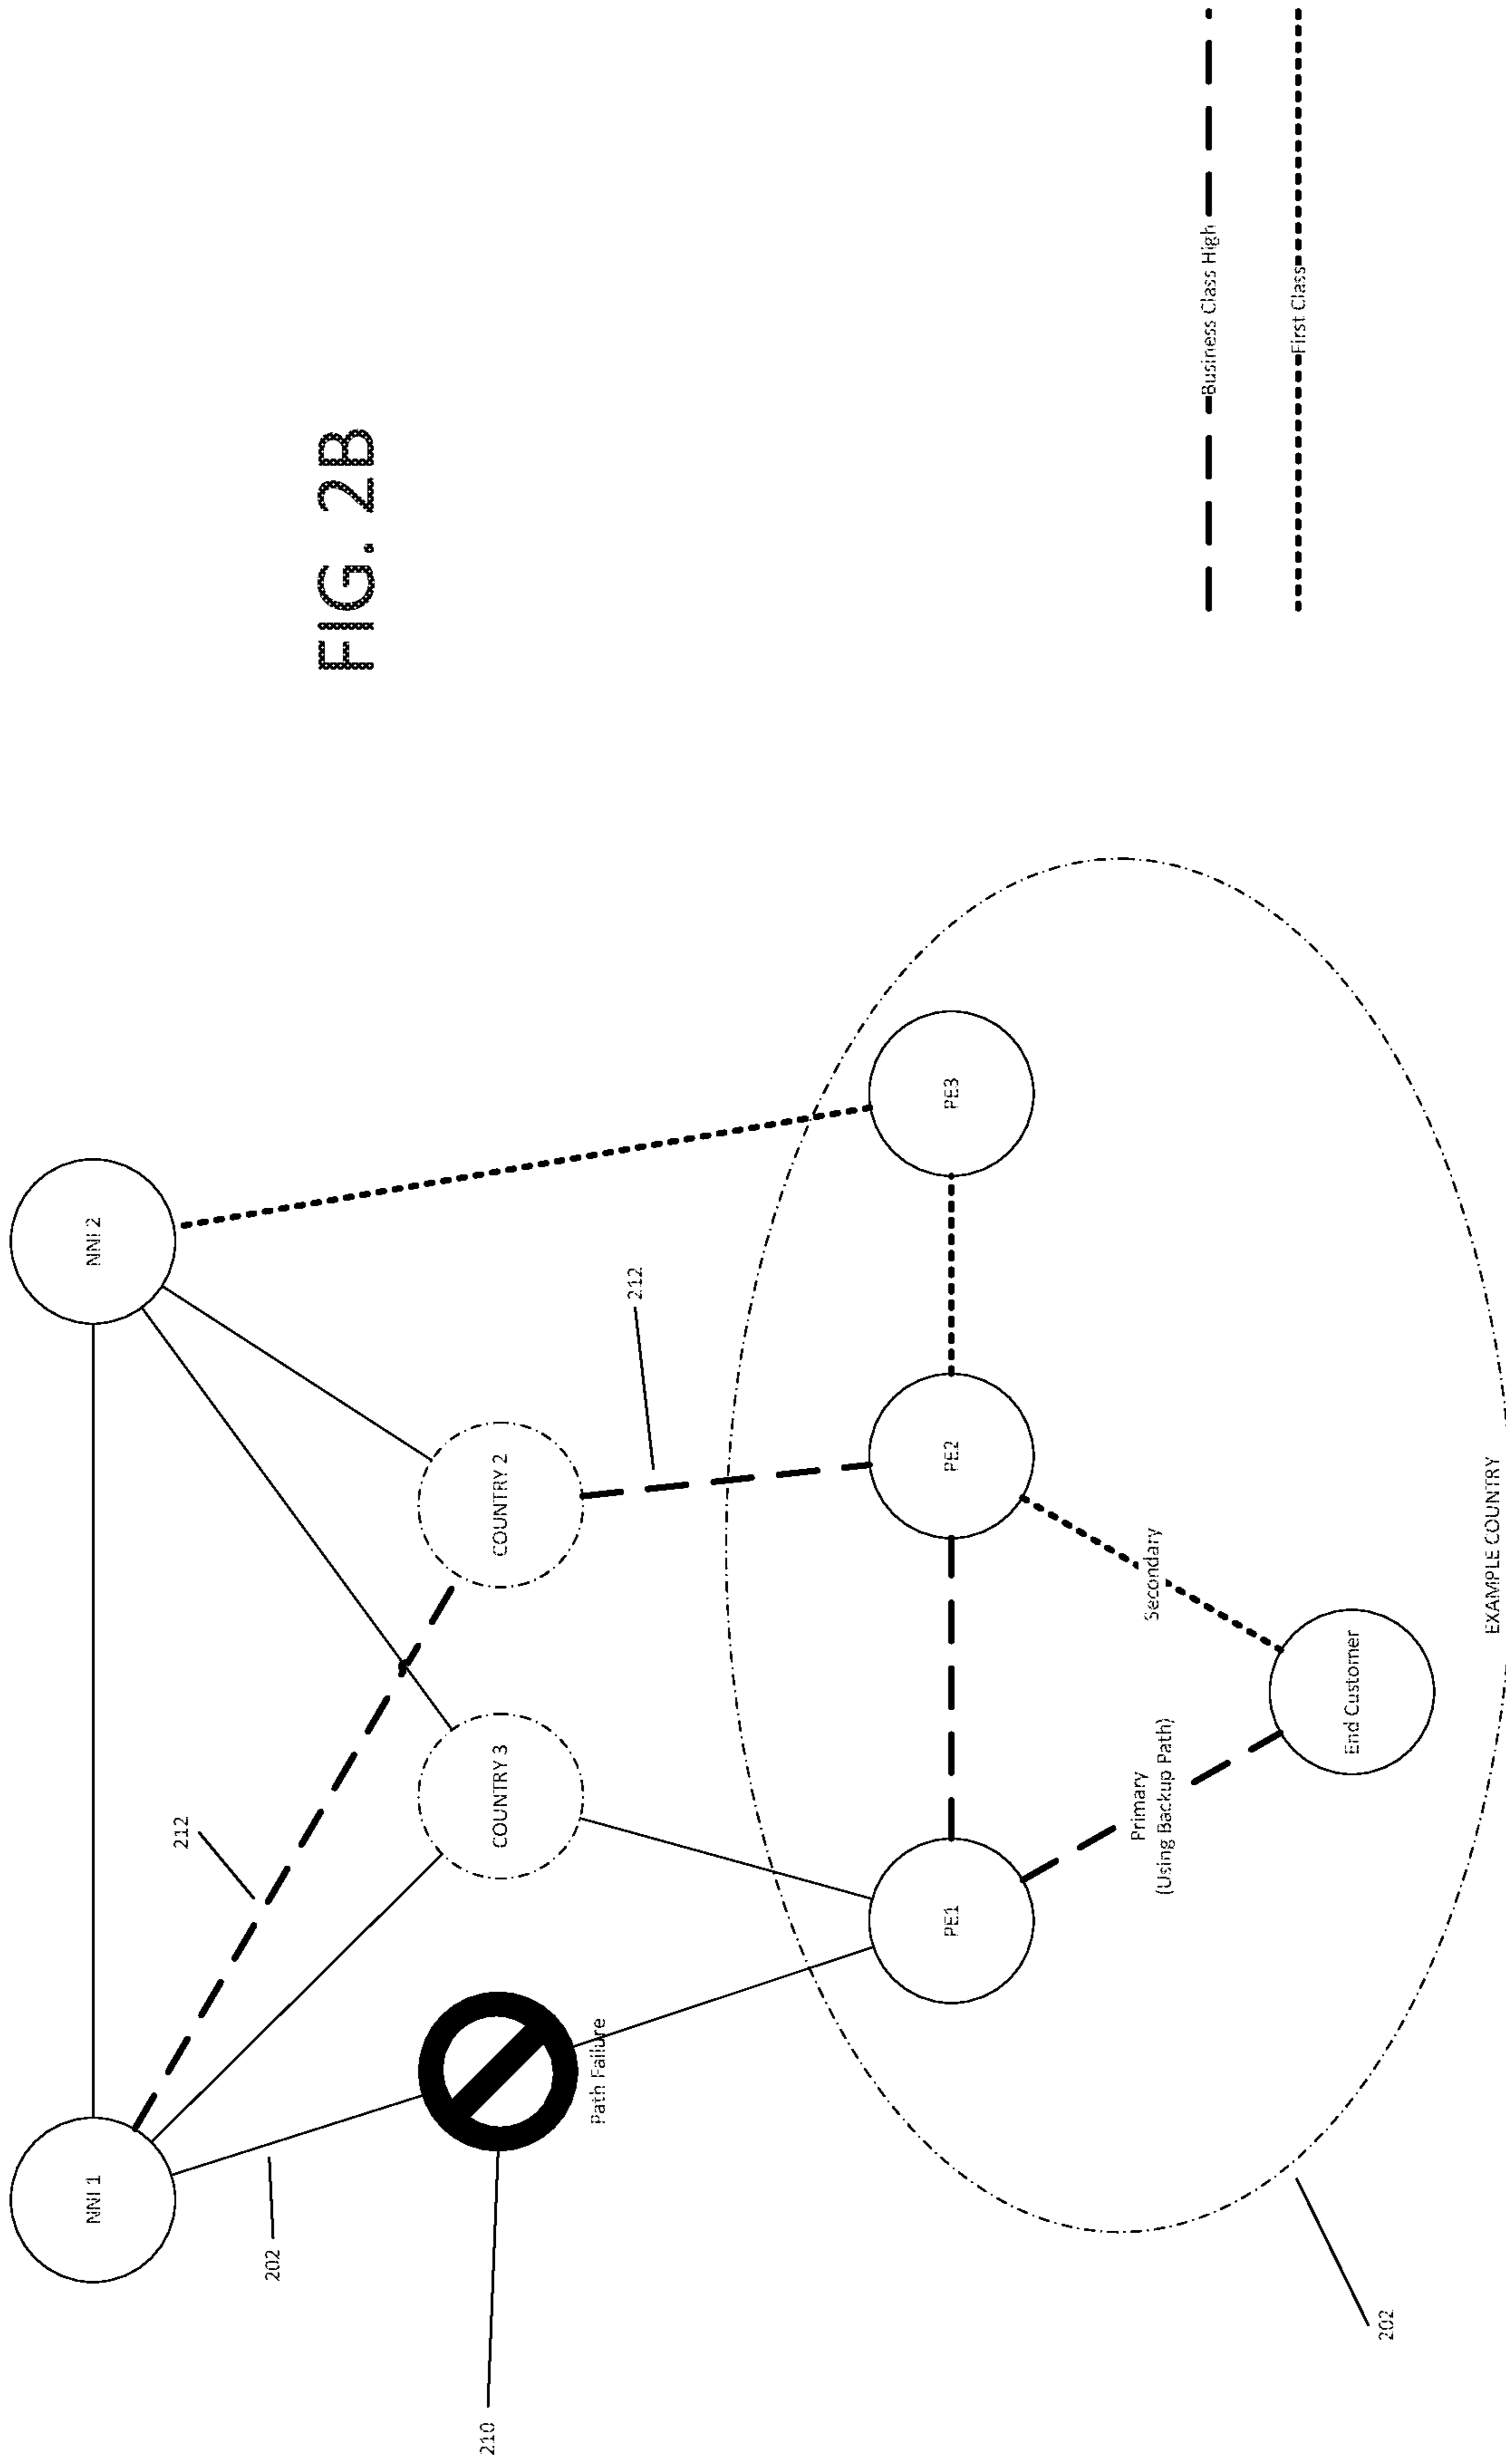 FIG. 2B
NNI 1
NNI 2
202
212
COUNTRY 3
COUNTRY 2
210
Path Failure
212
PE1
PE2
PE3
Primary
(Using Backup Path)
Secondary
End Customer
EXAMPLE COUNTRY
202
Business Class High
First Class